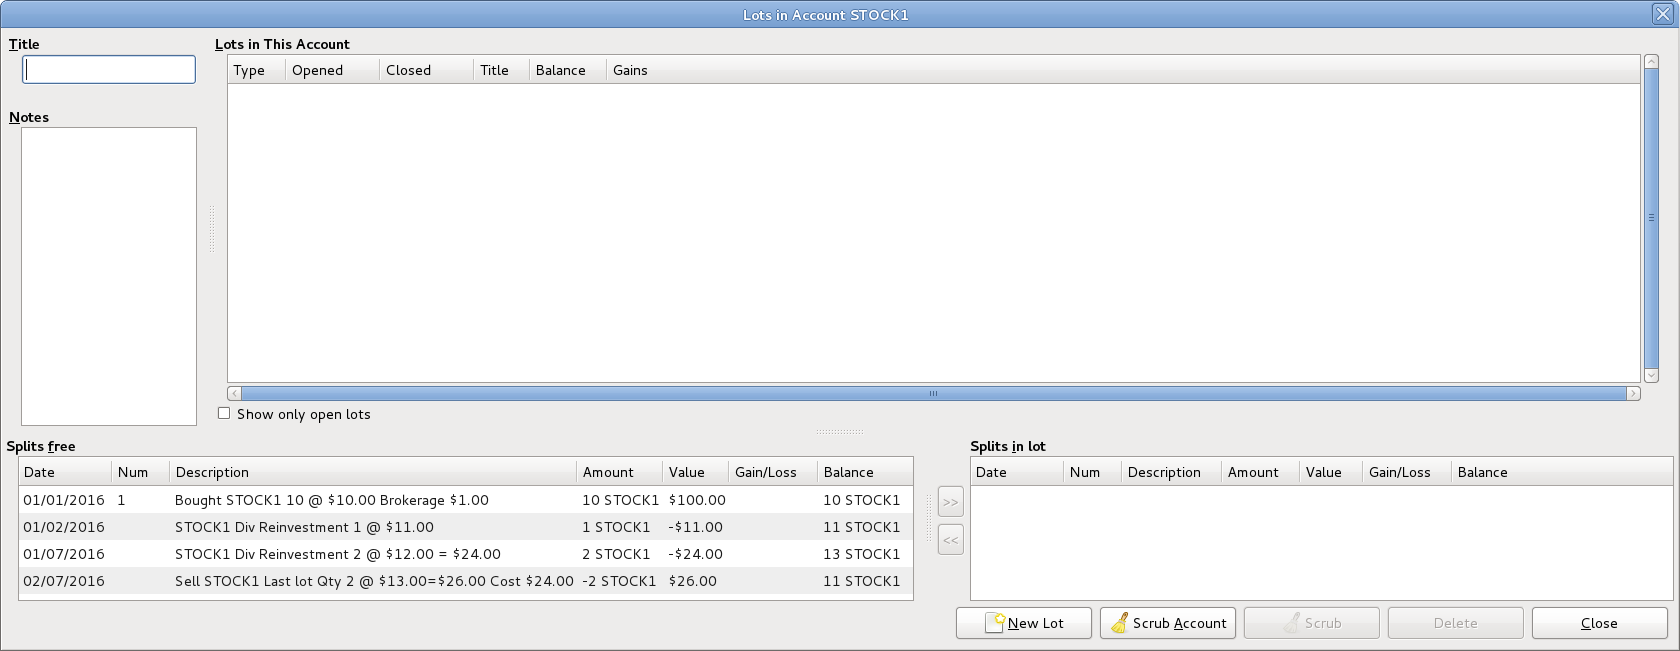 Lots in Account STOCK1
Title
Notes
Lots in This Account
Type Opened Closed Title Balance Gains
Show only open lots
Splits free
Date Num Description Amount Value Gain/Loss Balance
01/01/2016 1 Bought STOCK1 10 @ $10.00 Brokerage $1.00 10 STOCK1 $100.00 10 STOCK1
01/02/2016 STOCK1 Div Reinvestment 1 @ $11.00 1 STOCK1 -$11.00 11 STOCK1
01/07/2016 STOCK1 Div Reinvestment 2 @ $12.00 = $24.00 2 STOCK1 -$24.00 13 STOCK1
02/07/2016 Sell STOCK1 Last lot Qty 2 @ $13.00=$26.00 Cost $24.00 -2 STOCK1 $26.00 11 STOCK1
>>
<<
Splits in lot
Date Num Description Amount Value Gain/Loss Balance
New Lot Scrub Account Scrub Delete Close